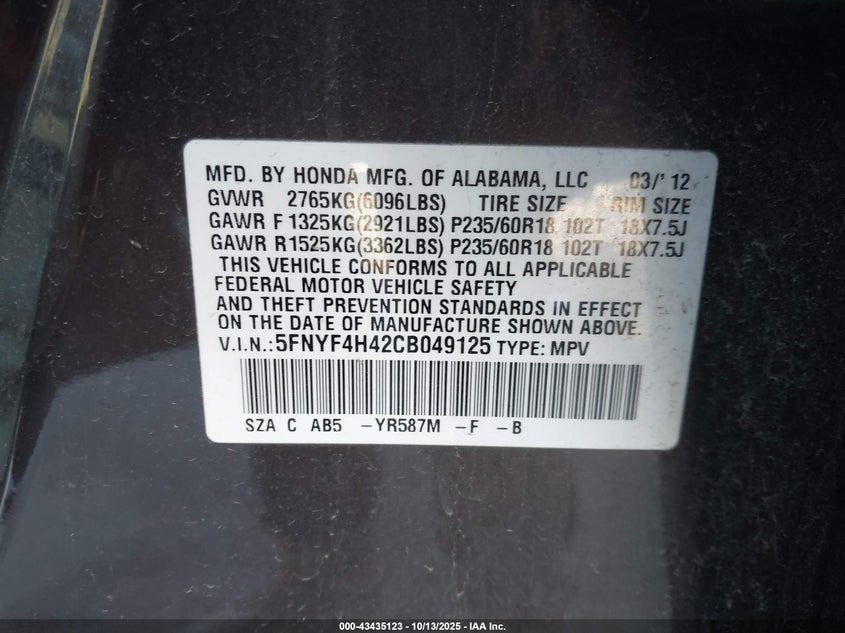 MFD. BY HONDA MFG. OF ALABAMA, LLC 03/'12
GVWR 2765KG(6096LBS) TIRE SIZE RIM SIZE
GAWR F 1325KG(2921LBS) P235/60R18 102T 18X7.5J
GAWR R1525KG(3362LBS) P235/60R18 102T 18X7.5J
THIS VEHICLE CONFORMS TO ALL APPLICABLE
FEDERAL MOTOR VEHICLE SAFETY
AND THEFT PREVENTION STANDARDS IN EFFECT
ON THE DATE OF MANUFACTURE SHOWN ABOVE.
V.I.N.:5FNYF4H42CB049125 TYPE: MPV
SZA C AB5 -YR587M -F -B
000-43435123 - 10/13/2025 - IAA Inc.